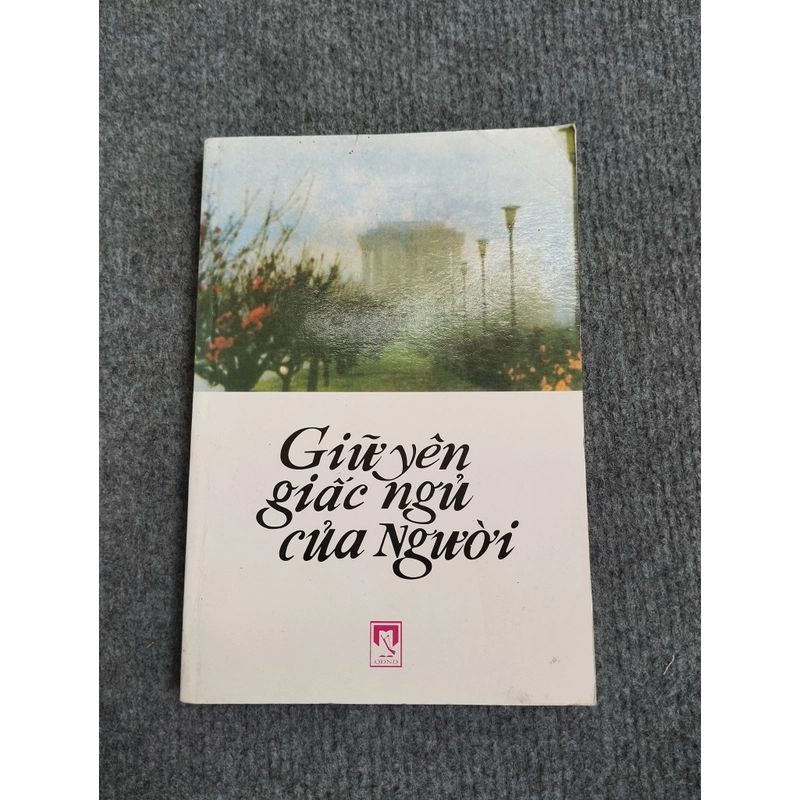 Giữ yên
giấc ngủ
của Người
QĐND